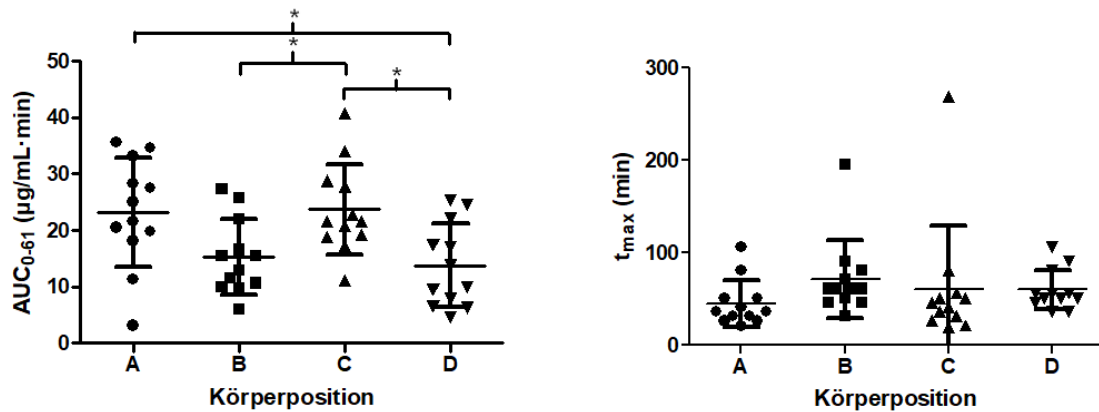 *
*
*
50
40
30
20
10
0
AUC0-61 (µg/mL·min)
A B C D
Körperposition
300
200
100
0
tmax (min)
A B C D
Körperposition